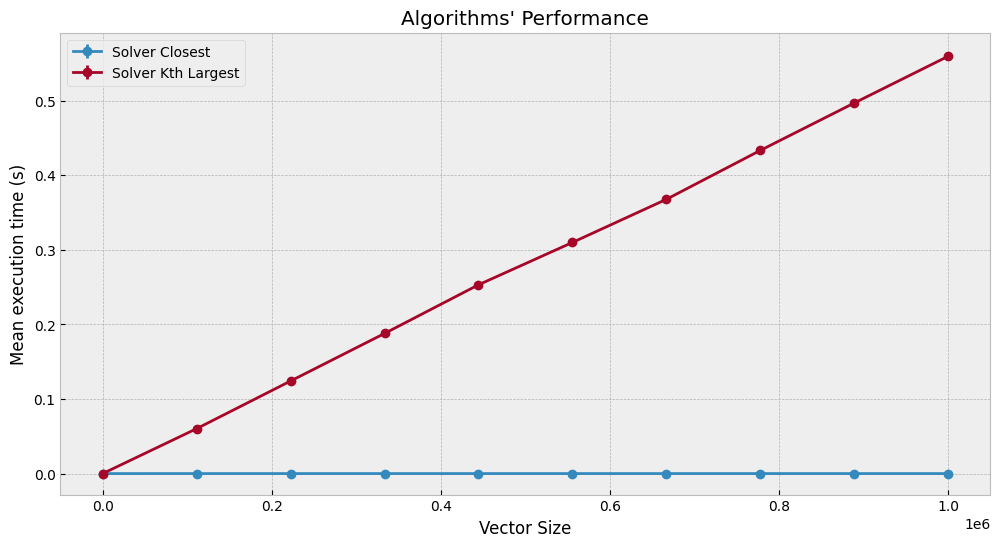 Algorithms' Performance
Solver Closest
Solver Kth Largest
Mean execution time (s)
0.5
0.4
0.3
0.2
0.1
0.0
0.0 0.2 0.4 0.6 0.8 1.0
1e6
Vector Size